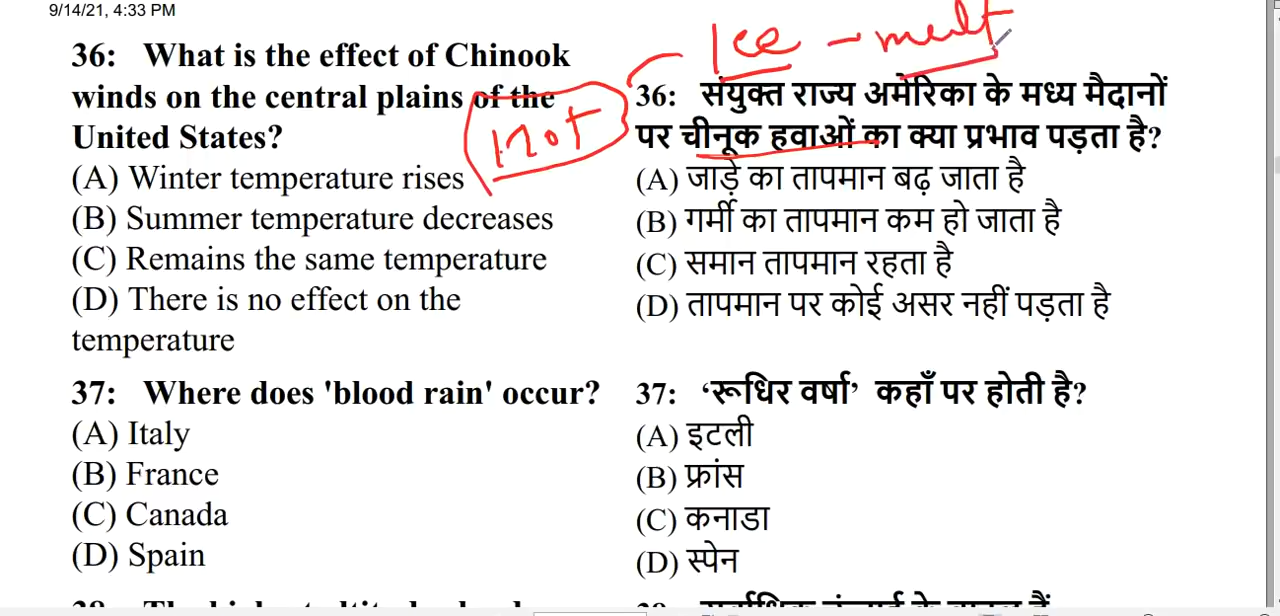 9/14/21, 4:33 PM
Ice - melt
Hot
36: What is the effect of Chinook
winds on the central plains of the
United States?
(A) Winter temperature rises
(B) Summer temperature decreases
(C) Remains the same temperature
(D) There is no effect on the
temperature
37: Where does 'blood rain' occur?
(A) Italy
(B) France
(C) Canada
(D) Spain
36: संयुक्त राज्य अमेरिका के मध्य मैदानों
पर चीनूक हवाओं का क्या प्रभाव पड़ता है?
(A) जाड़े का तापमान बढ़ जाता है
(B) गर्मी का तापमान कम हो जाता है
(C) समान तापमान रहता है
(D) तापमान पर कोई असर नहीं पड़ता है
37: ‘रूधिर वर्षा’ कहाँ पर होती है?
(A) इटली
(B) फ्रांस
(C) कनाडा
(D) स्पेन